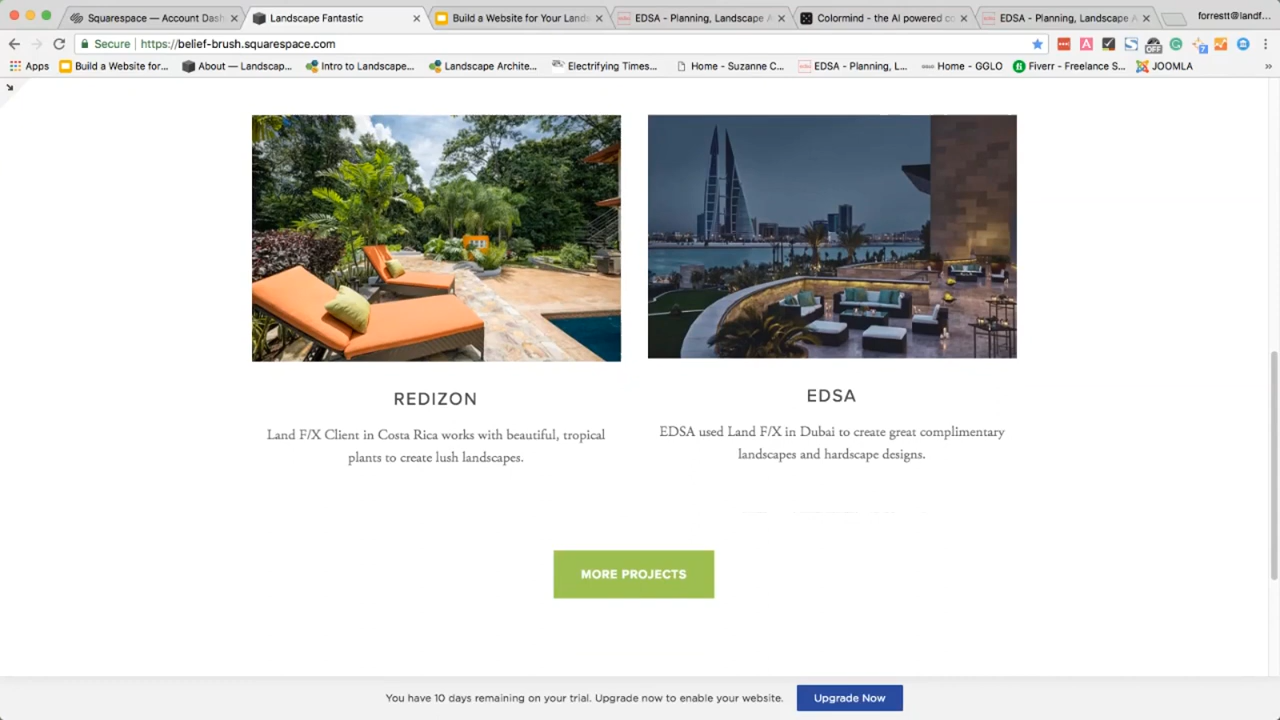 Squarespace — Account Dash
Landscape Fantastic
Build a Website for Your Lands
EDSA - Planning, Landscape A
Colormind - the AI powered co
EDSA - Planning, Landscape A
forrestt@landf...
Secure
https://belief-brush.squarespace.com
OFF
7
Apps
Build a Website for...
About — Landscap...
Intro to Landscape...
Landscape Archite...
Electrifying Times...
Home - Suzanne C...
EDSA - Planning, L...
Home - GGLO
Fiverr - Freelance S...
JOOMLA
»
REDIZON
Land F/X Client in Costa Rica works with beautiful, tropical
plants to create lush landscapes.
EDSA
EDSA used Land F/X in Dubai to create great complimentary
landscapes and hardscape designs.
MORE PROJECTS
You have 10 days remaining on your trial. Upgrade now to enable your website.
Upgrade Now